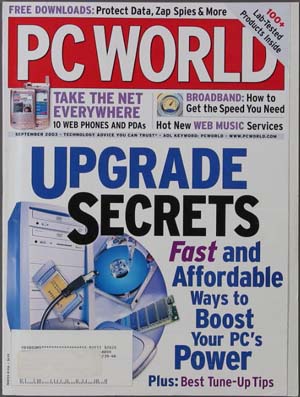 FREE DOWNLOADS: Protect Data, Zap Spies & More
100+
Lab-Tested
Products Inside
PC WORLD
TAKE THE NET
EVERYWHERE
10 WEB PHONES AND PDAs
BROADBAND: How to
Get the Speed You Need
Hot New WEB MUSIC Services
SEPTEMBER 2003 • TECHNOLOGY ADVICE YOU CAN TRUST™ • AOL KEYWORD: PCWORLD • WWW.PCWORLD.COM
UPGRADE
SECRETS
Fast and
Affordable
Ways to
Boost
Your PC's
Power
Plus: Best Tune-Up Tips